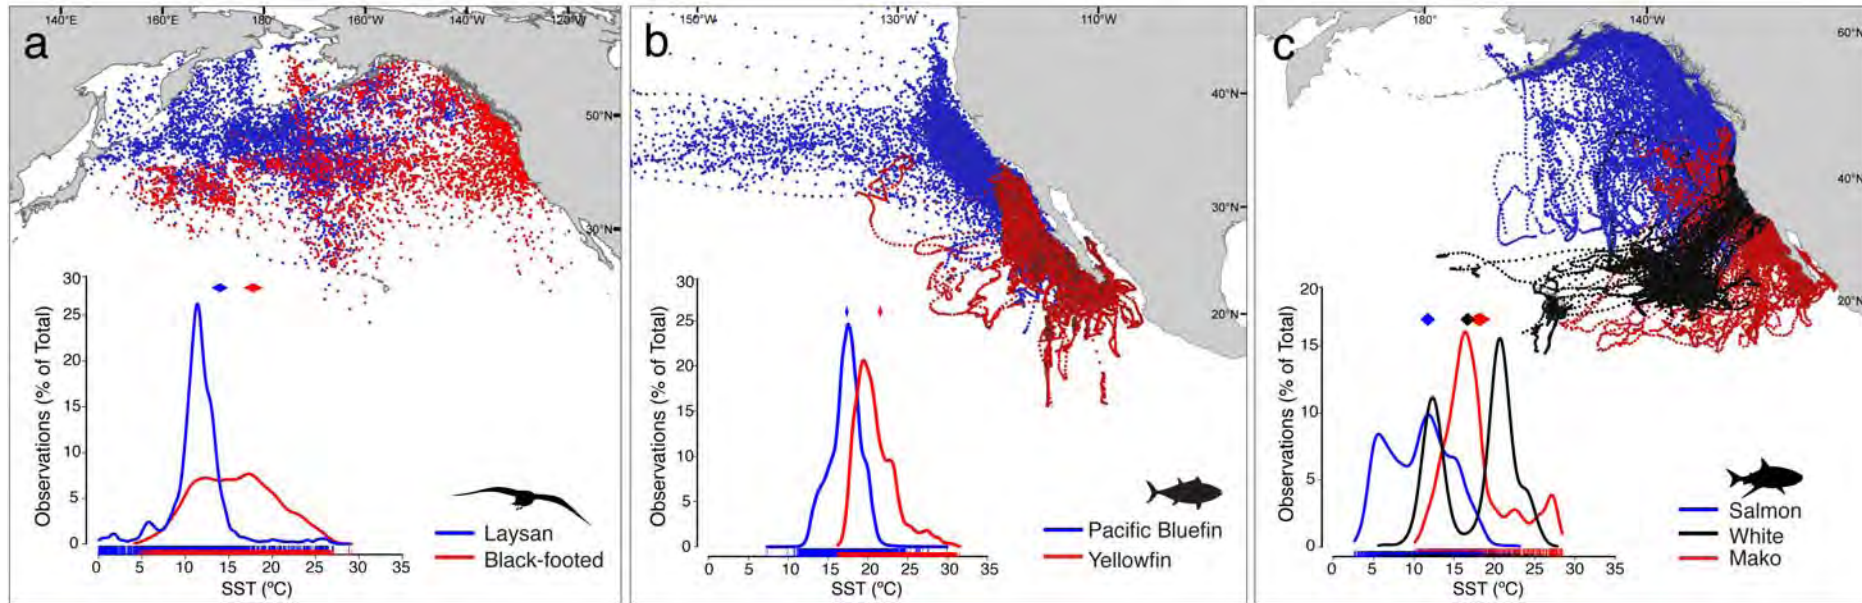 a
140°E
160°E
180°
160°W
140°W
120°W
50°N
30°N
30
25
20
15
10
5
0
Observations (% of Total)
0 5 10 15 20 25 30 35
SST (ºC)
Laysan
Black-footed
b
150°W
130°W
110°W
40°N
30°N
20°N
30
25
20
15
10
5
0
Observations (% of Total)
0 5 10 15 20 25 30 35
SST (ºC)
Pacific Bluefin
Yellowfin
c
180°
140°W
60°N
40°N
20°N
20
15
10
5
0
Observations (% of Total)
0 5 10 15 20 25 30 35
SST (ºC)
Salmon
White
Mako